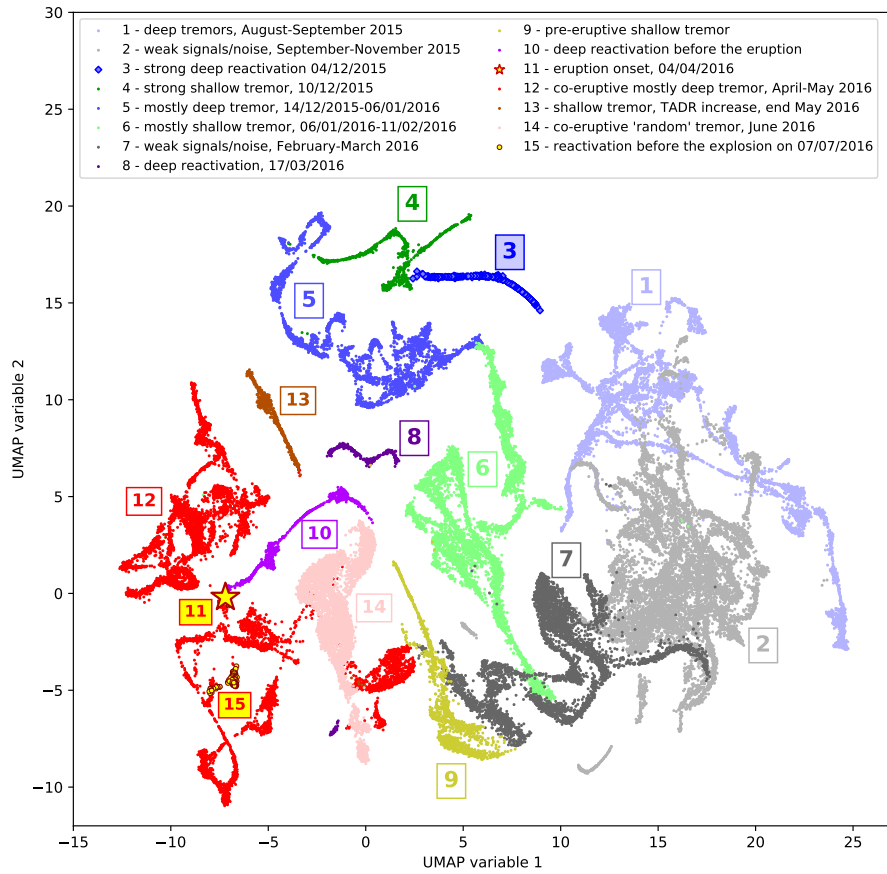 30
1 - deep tremors, August-September 2015
2 - weak signals/noise, September-November 2015
3 - strong deep reactivation 04/12/2015
4 - strong shallow tremor, 10/12/2015
5 - mostly deep tremor, 14/12/2015-06/01/2016
6 - mostly shallow tremor, 06/01/2016-11/02/2016
7 - weak signals/noise, February-March 2016
8 - deep reactivation, 17/03/2016
9 - pre-eruptive shallow tremor
10 - deep reactivation before the eruption
11 - eruption onset, 04/04/2016
12 - co-eruptive mostly deep tremor, April-May 2016
13 - shallow tremor, TADR increase, end May 2016
14 - co-eruptive 'random' tremor, June 2016
15 - reactivation before the explosion on 07/07/2016
25
20
15
10
5
0
−5
−10
UMAP variable 2
4
3
5
1
13
8
6
12
10
7
11
14
2
15
9
−15
−10
−5
0
5
10
15
20
25
UMAP variable 1